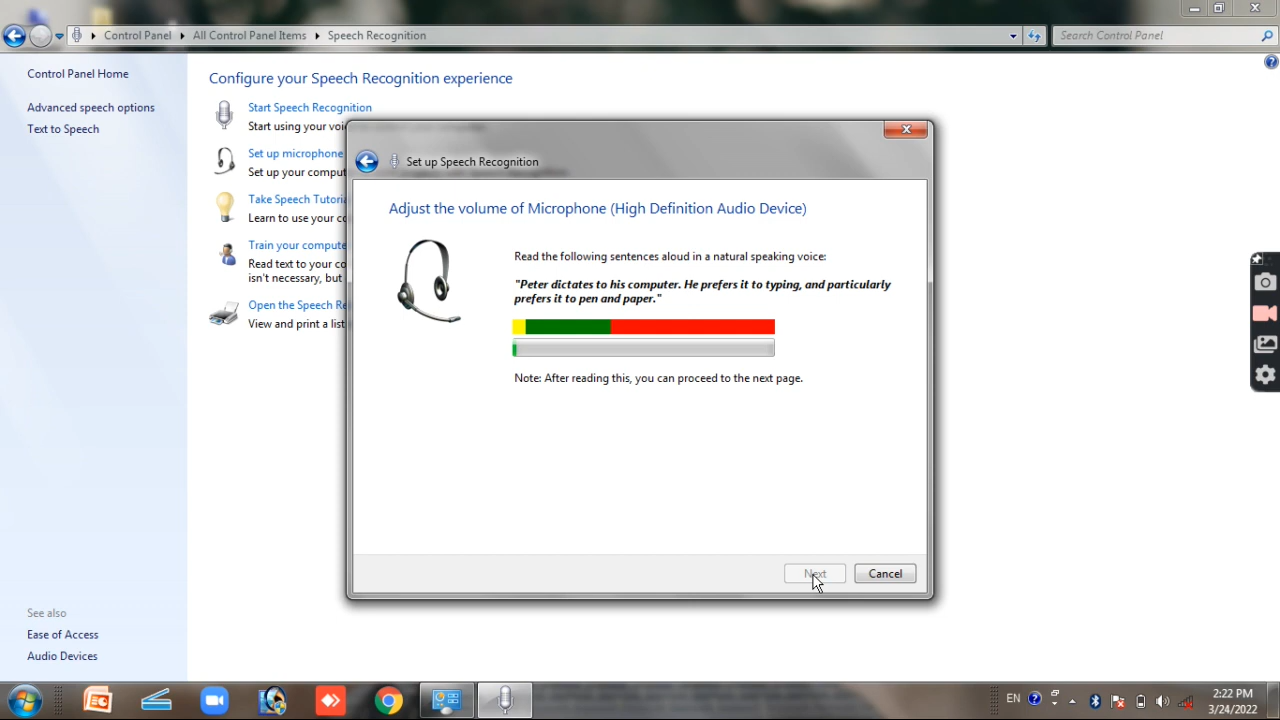 Control Panel
All Control Panel Items
Speech Recognition
Search Control Panel
Control Panel Home
Advanced speech options
Text to Speech
Configure your Speech Recognition experience
Start Speech Recognition
Start using your voi
Set up microphone
Set up your comput
Take Speech Tutoria
Learn to use your co
Train your compute
Read text to your co
isn't necessary, but
Open the Speech Re
View and print a list
Set up Speech Recognition
Adjust the volume of Microphone (High Definition Audio Device)
Read the following sentences aloud in a natural speaking voice:
"Peter dictates to his computer. He prefers it to typing, and particularly
prefers it to pen and paper."
Note: After reading this, you can proceed to the next page.
Next
Cancel
See also
Ease of Access
Audio Devices
EN
2:22 PM
3/24/2022